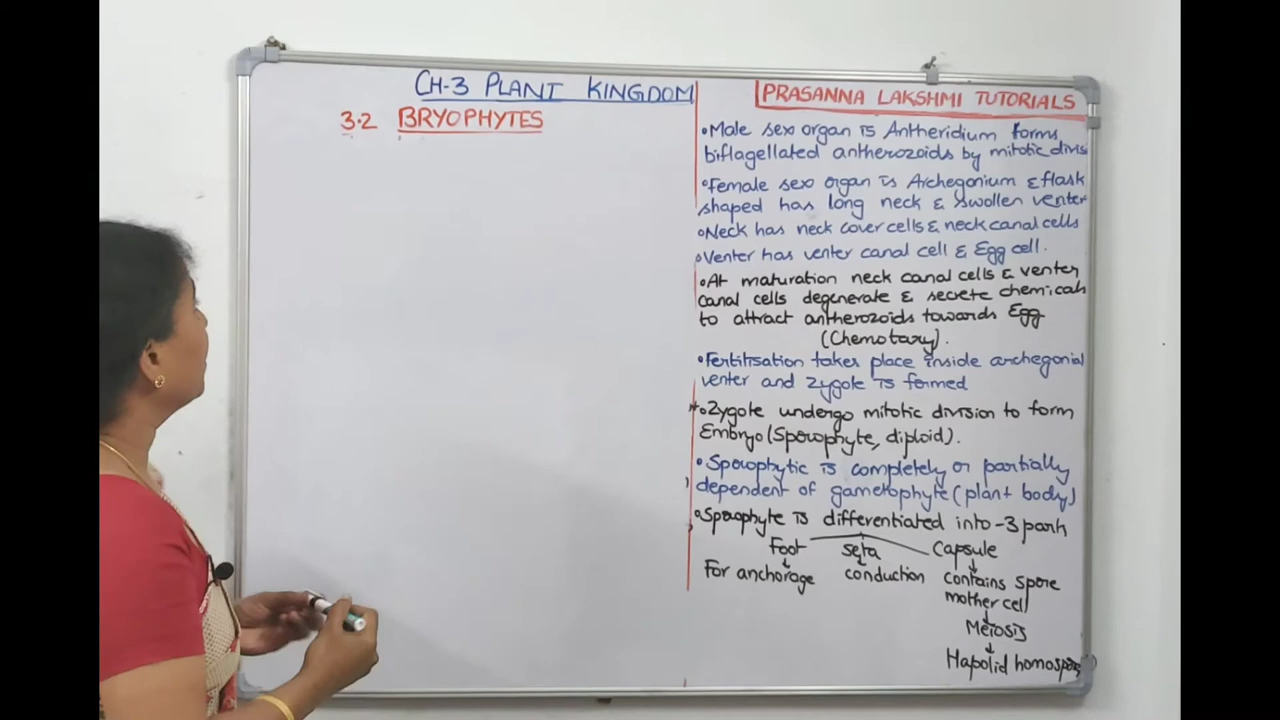 CH-3 PLANT KINGDOM
3.2 BRYOPHYTES
PRASANNA LAKSHMI TUTORIALS
•Male sex organ is Antheridium forms
biflagellated antherozoids by mitotic divisi
•Female sex organ is Archegonium & flask
shaped has long neck & swollen venter
•Neck has neck cover cells & neck canal cells
•Venter has venter canal cell & Egg cell.
•At maturation neck canal cells & venter
canal cells degenerate & secrete chemicals
to attract antherozoids towards Egg
(Chemotaxy).
•Fertilisation takes place inside archegonial
venter and Zygote is formed
*•Zygote undergo mitotic division to form
Embryo (Sporophyte, diploid).
•Sporophytic is completely or partially
dependent of gametophyte (plant body)
•Sporophyte is differentiated into -3 parts
Foot seta Capsule
For anchorage conduction contains spore
mother cell
Meiosis
Hapolid homospores